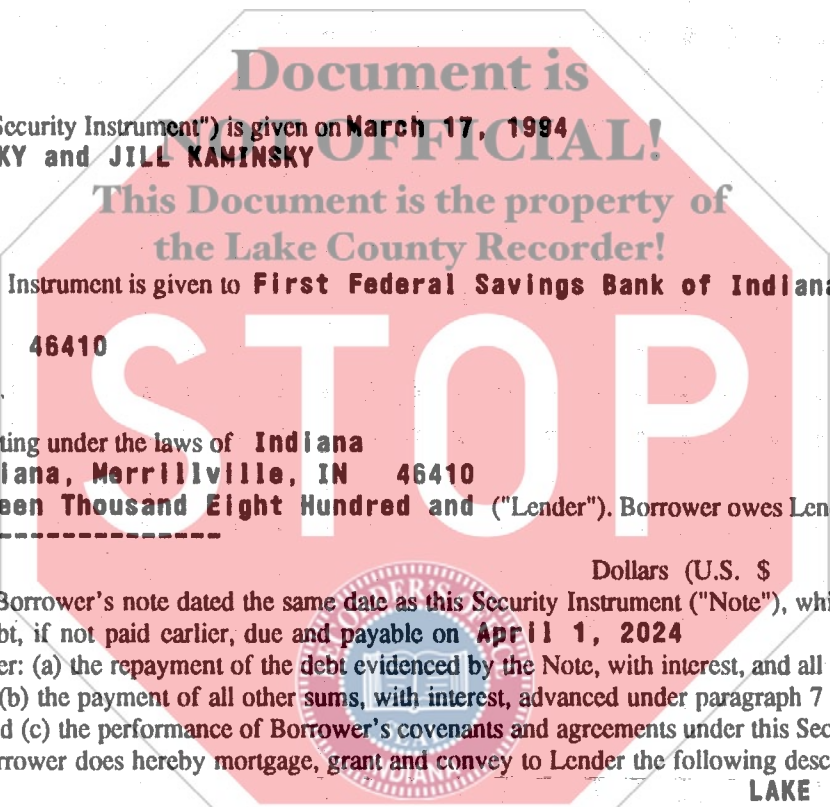 Document is
Security Instrument") is given on March 17, 1994
NOT OFFICIAL!
KY and JILL KAMINSKY
This Document is the property of
the Lake County Recorder!
Instrument is given to First Federal Savings Bank of Indiana
46410
STOP
ting under the laws of Indiana
iana, Merrillville, IN 46410
een Thousand Eight Hundred and ("Lender"). Borrower owes Len
---------------
Dollars (U.S. $
Borrower's note dated the same date as this Security Instrument ("Note"), whi
bt, if not paid earlier, due and payable on April 1, 2024
er: (a) the repayment of the debt evidenced by the Note, with interest, and all
(b) the payment of all other sums, with interest, advanced under paragraph 7
d (c) the performance of Borrower's covenants and agreements under this Sec
rrower does hereby mortgage, grant and convey to Lender the following desc
LAKE